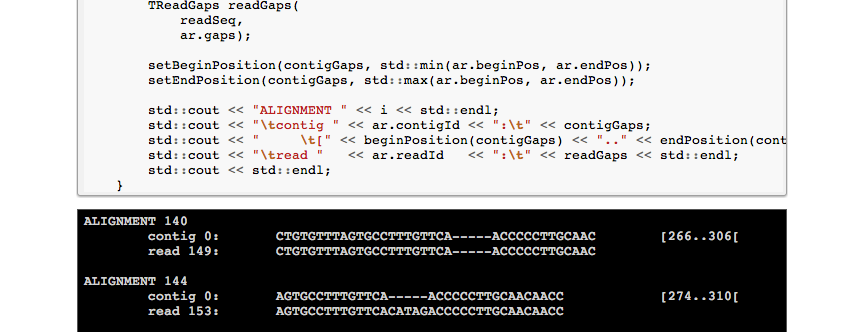 TReadGaps readGaps(
readSeq,
ar.gaps);
setBeginPosition(contigGaps, std::min(ar.beginPos, ar.endPos));
setEndPosition(contigGaps, std::max(ar.beginPos, ar.endPos));
std::cout << "ALIGNMENT " << i << std::endl;
std::cout << "\tcontig " << ar.contigId << ":\t" << contigGaps;
std::cout << "     \t[" << beginPosition(contigGaps) << ".." << endPosition(cont
std::cout << "\tread "   << ar.readId   << ":\t" << readGaps << std::endl;
std::cout << std::endl;
}
ALIGNMENT 140
contig 0: CTGTGTTTAGTGCCTTTGTTCA-----ACCCCCTTGCAAC [266..306[
read 149: CTGTGTTTAGTGCCTTTGTTCA-----ACCCCCTTGCAAC
ALIGNMENT 144
contig 0: AGTGCCTTTGTTCA-----ACCCCCTTGCAACAACC [274..310[
read 153: AGTGCCTTTGTTCACATAGACCCCCTTGCAACAACC